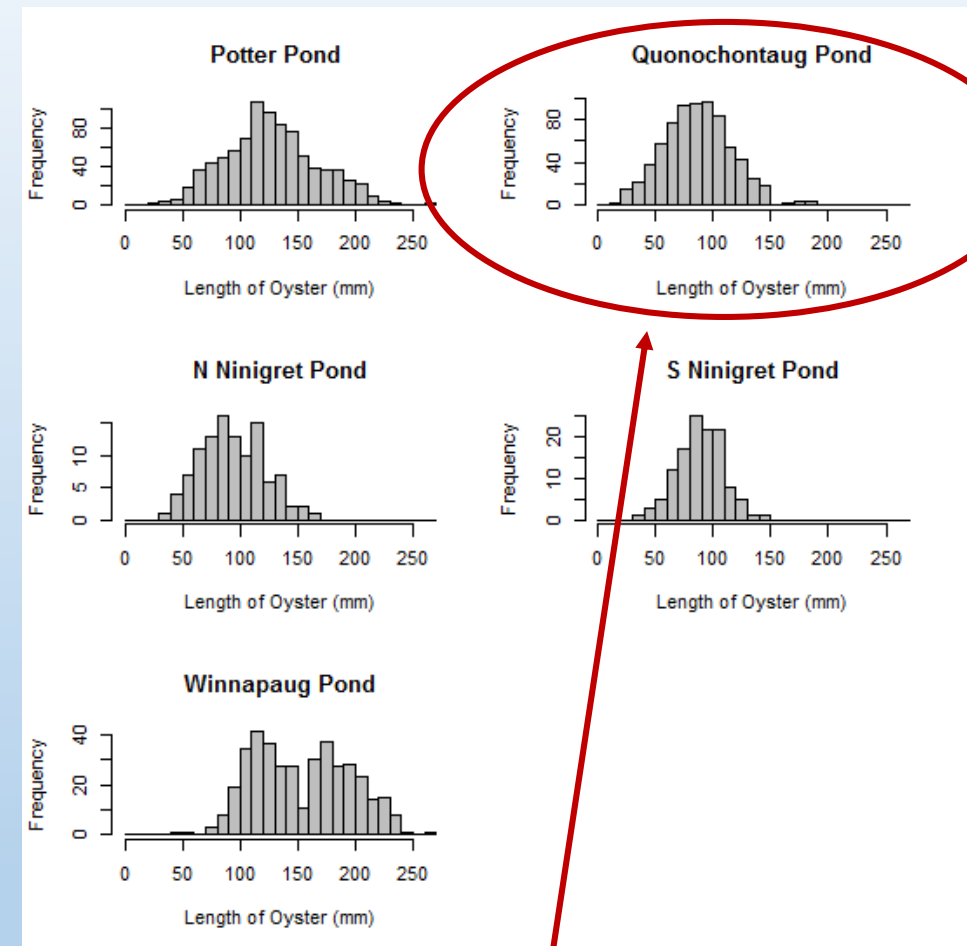 Potter Pond
Frequency
0 40 80
0 50 100 150 200 250
Length of Oyster (mm)
Quonochontaug Pond
Frequency
0 40 80
0 50 100 150 200 250
Length of Oyster (mm)
N Ninigret Pond
Frequency
0 5 10
0 50 100 150 200 250
Length of Oyster (mm)
S Ninigret Pond
Frequency
0 10 20
0 50 100 150 200 250
Length of Oyster (mm)
Winnapaug Pond
Frequency
0 20 40
0 50 100 150 200 250
Length of Oyster (mm)